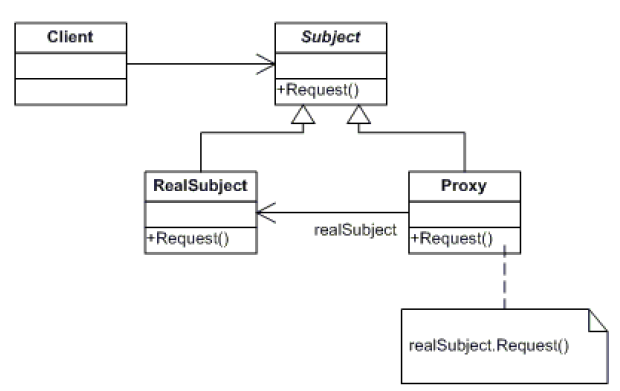 Client
Subject
+Request()
RealSubject
Proxy
+Request()
realSubject
+Request()
realSubject.Request()